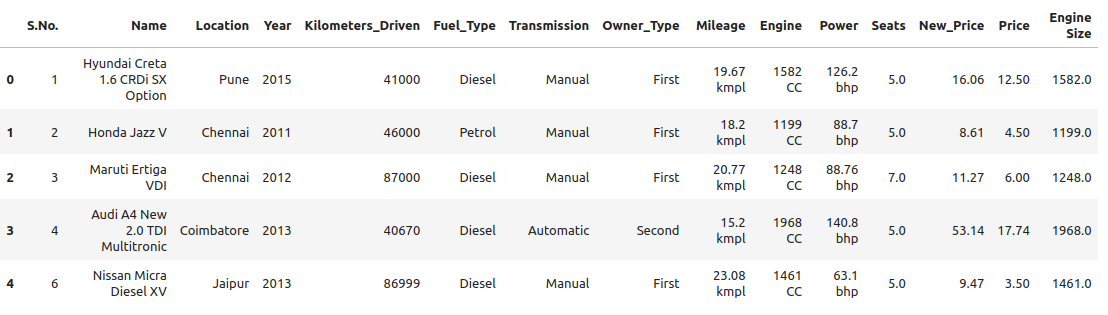 S.No. Name Location Year Kilometers_Driven Fuel_Type Transmission Owner_Type Mileage Engine Power Seats New_Price Price Engine Size
0 1 Hyundai Creta 1.6 CRDi SX Option Pune 2015 41000 Diesel Manual First 19.67 kmpl 1582 CC 126.2 bhp 5.0 16.06 12.50 1582.0
1 2 Honda Jazz V Chennai 2011 46000 Petrol Manual First 18.2 kmpl 1199 CC 88.7 bhp 5.0 8.61 4.50 1199.0
2 3 Maruti Ertiga VDI Chennai 2012 87000 Diesel Manual First 20.77 kmpl 1248 CC 88.76 bhp 7.0 11.27 6.00 1248.0
3 4 Audi A4 New 2.0 TDI Multitronic Coimbatore 2013 40670 Diesel Automatic Second 15.2 kmpl 1968 CC 140.8 bhp 5.0 53.14 17.74 1968.0
4 6 Nissan Micra Diesel XV Jaipur 2013 86999 Diesel Manual First 23.08 kmpl 1461 CC 63.1 bhp 5.0 9.47 3.50 1461.0